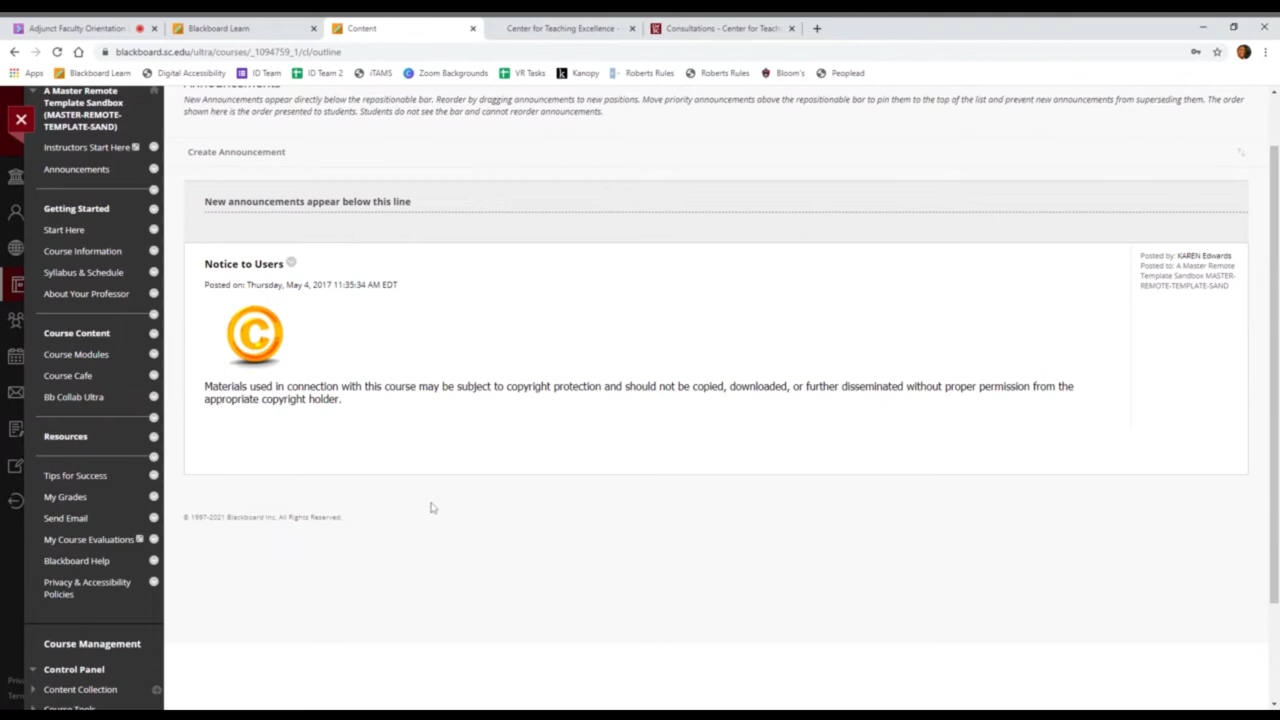 Adjunct Faculty Orientation
Blackboard Learn
Content
Center for Teaching Excellence -
Consultations - Center for Teach
blackboard.sc.edu/ultra/courses/_1094759_1/cl/outline
Apps
Blackboard Learn
Digital Accessibility
ID Team
ID Team 2
iTAMS
Zoom Backgrounds
VR Tasks
Kanopy
Roberts Rules
Roberts Rules
Bloom's
Peoplead
A Master Remote
Template Sandbox
(MASTER-REMOTE-
TEMPLATE-SAND)
Instructors Start Here
Announcements
Getting Started
Start Here
Course Information
Syllabus & Schedule
About Your Professor
Course Content
Course Modules
Course Cafe
Bb Collab Ultra
Resources
Tips for Success
My Grades
Send Email
My Course Evaluations
Blackboard Help
Privacy & Accessibility
Policies
Course Management
Control Panel
Content Collection
Course Tools
Announcements
New Announcements appear directly below the repositionable bar. Reorder by dragging announcements to new positions. Move priority announcements above the repositionable bar to pin them to the top of the list and prevent new announcements from superseding them. The order
shown here is the order presented to students. Students do not see the bar and cannot reorder announcements.
Create Announcement
New announcements appear below this line
Notice to Users
Posted on: Thursday, May 4, 2017 11:35:34 AM EDT
C
Materials used in connection with this course may be subject to copyright protection and should not be copied, downloaded, or further disseminated without proper permission from the
appropriate copyright holder.
Posted by: KAREN Edwards
Posted to: A Master Remote
Template Sandbox MASTER-
REMOTE-TEMPLATE-SAND
© 1997-2021 Blackboard Inc. All Rights Reserved.